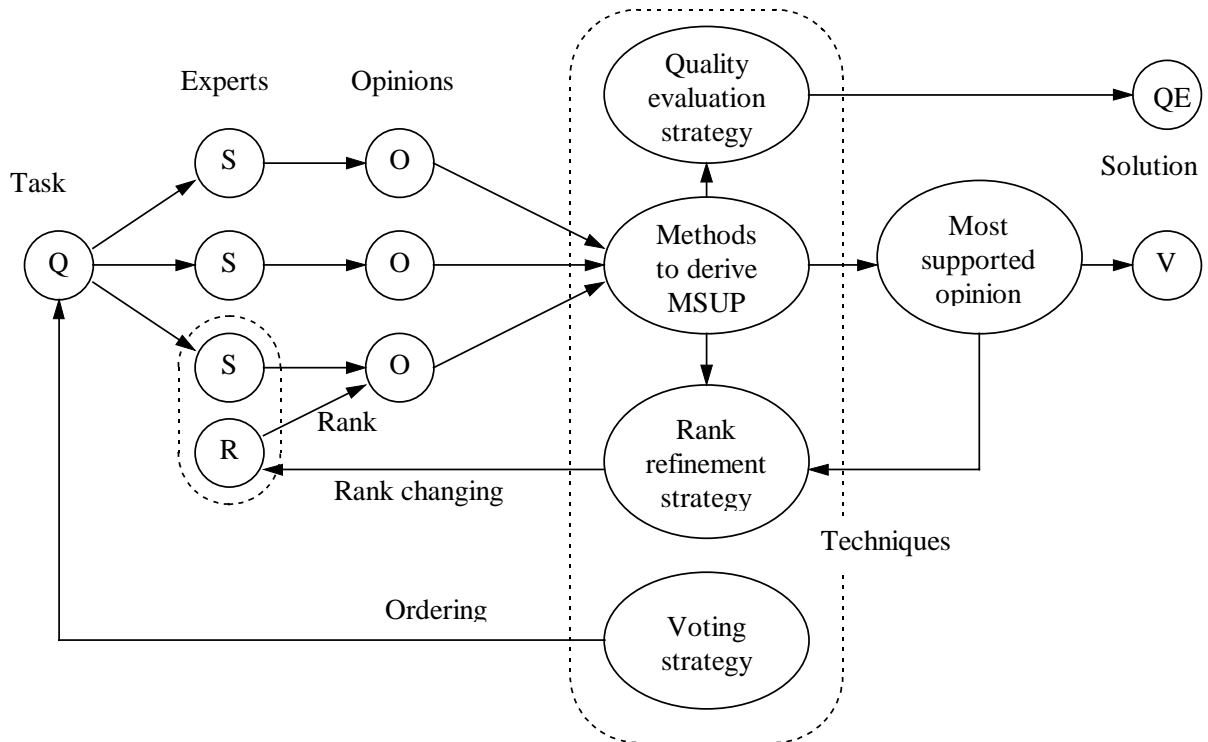 Experts
Opinions
Quality
evaluation
strategy
QE
Task
S
O
Solution
Q
S
O
Methods
to derive
MSUP
Most
supported
opinion
V
S
O
R
Rank
Rank
refinement
strategy
Rank changing
Techniques
Ordering
Voting
strategy